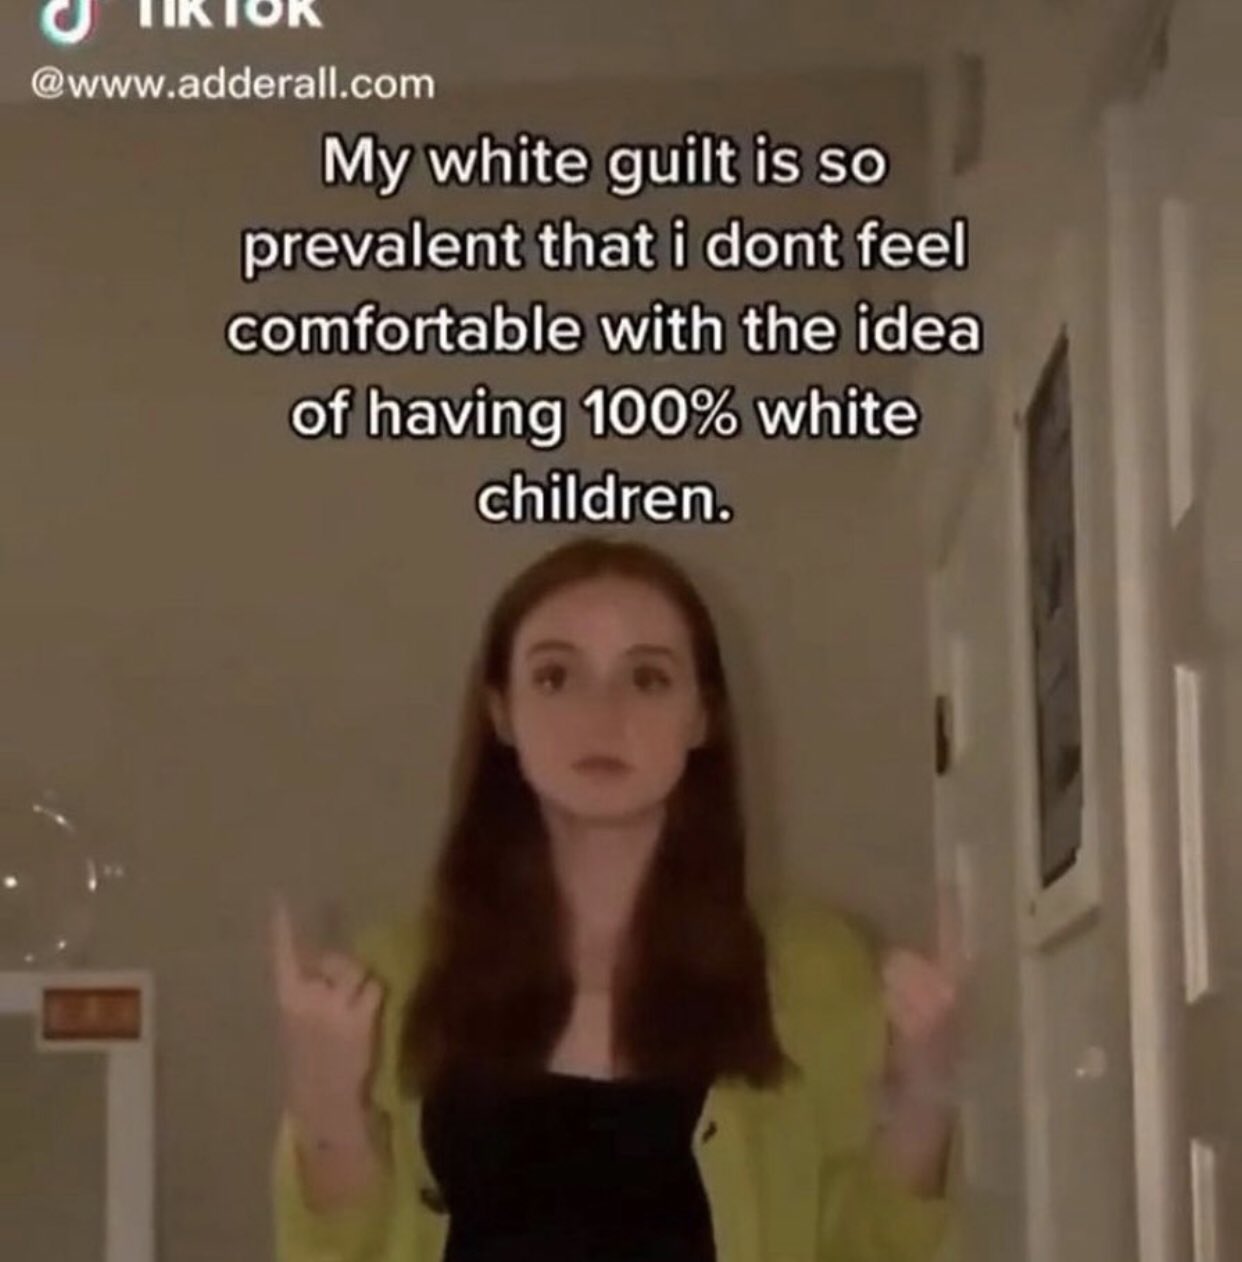 TikTok
@www.adderall.com
My white guilt is so
prevalent that i dont feel
comfortable with the idea
of having 100% white
children.